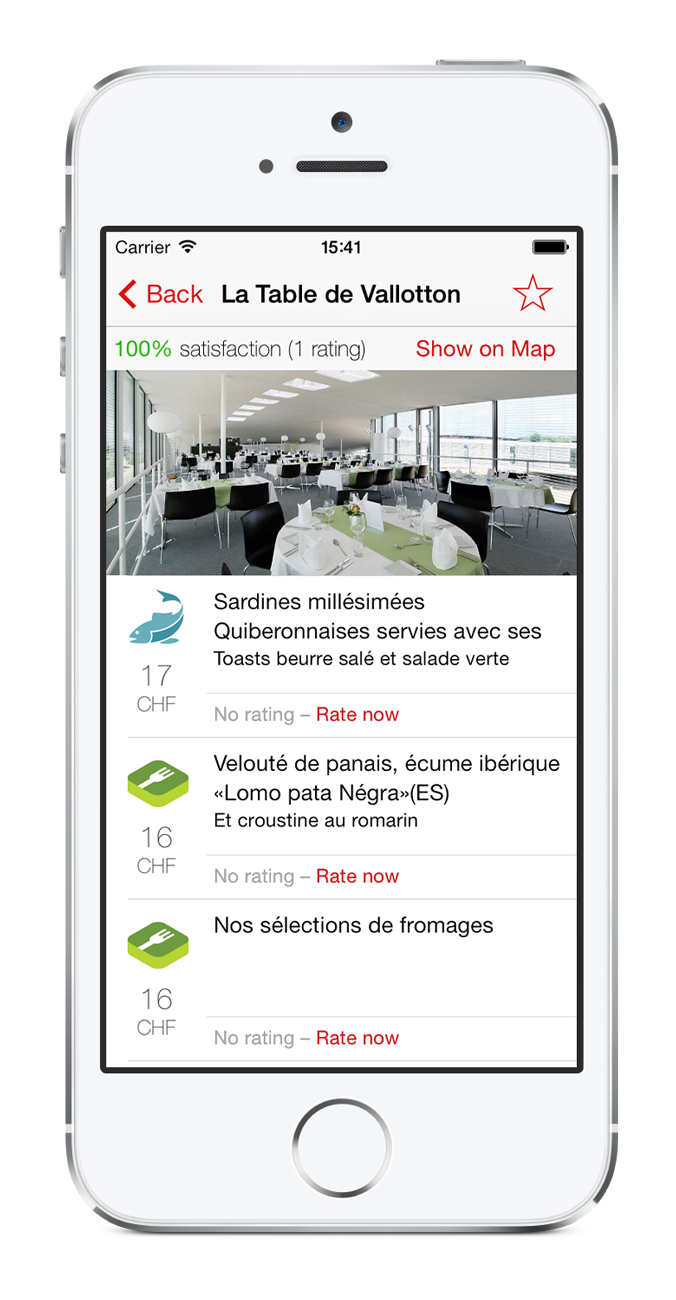 Carrier 15:41
Back La Table de Vallotton
100% satisfaction (1 rating) Show on Map
Sardines millésimées
Quiberonnaises servies avec ses
Toasts beurre salé et salade verte
17
CHF
No rating – Rate now
Velouté de panais, écume ibérique
«Lomo pata Négra»(ES)
Et croustine au romarin
16
CHF
No rating – Rate now
Nos sélections de fromages
16
CHF
No rating – Rate now